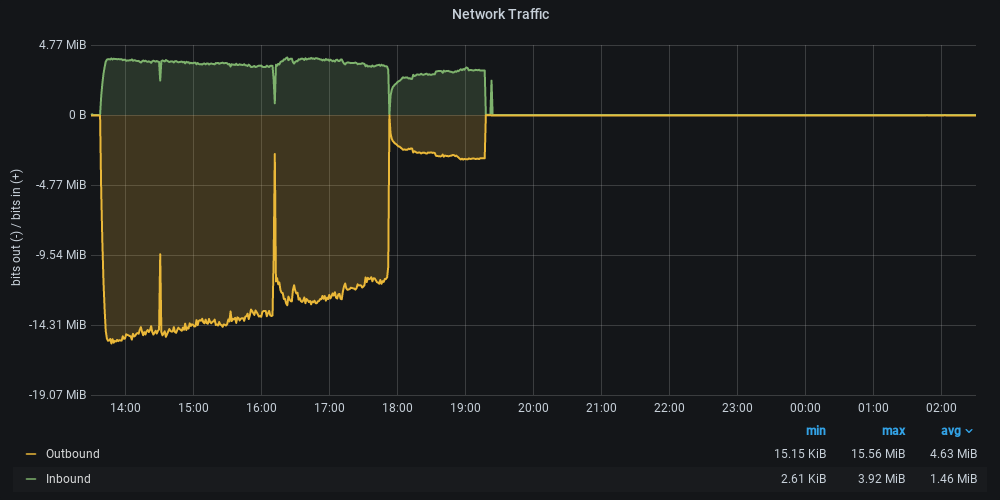 Network Traffic
4.77 MiB
0 B
-4.77 MiB
-9.54 MiB
-14.31 MiB
-19.07 MiB
bits out (-) / bits in (+)
14:00 15:00 16:00 17:00 18:00 19:00 20:00 21:00 22:00 23:00 00:00 01:00 02:00
min max avg
Outbound 15.15 KiB 15.56 MiB 4.63 MiB
Inbound 2.61 KiB 3.92 MiB 1.46 MiB